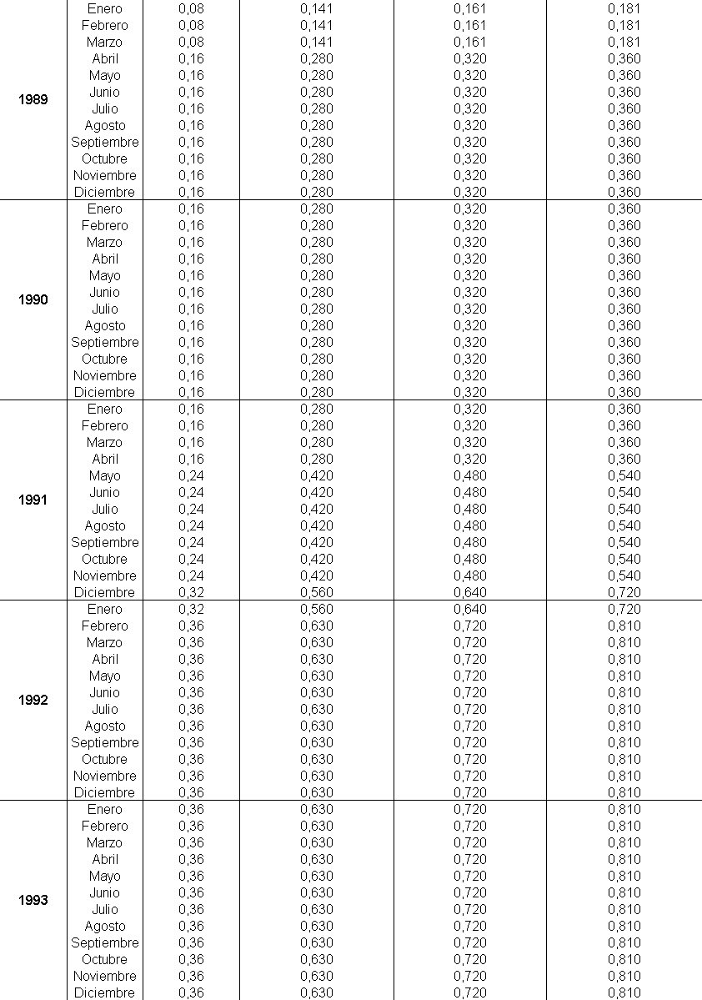 Enero 0,08 0,141 0,161 0,181
Febrero 0,08 0,141 0,161 0,181
Marzo 0,08 0,141 0,161 0,181
Abril 0,16 0,280 0,320 0,360
Mayo 0,16 0,280 0,320 0,360
Junio 0,16 0,280 0,320 0,360
1989
Julio 0,16 0,280 0,320 0,360
Agosto 0,16 0,280 0,320 0,360
Septiembre 0,16 0,280 0,320 0,360
Octubre 0,16 0,280 0,320 0,360
Noviembre 0,16 0,280 0,320 0,360
Diciembre 0,16 0,280 0,320 0,360
Enero 0,16 0,280 0,320 0,360
Febrero 0,16 0,280 0,320 0,360
Marzo 0,16 0,280 0,320 0,360
Abril 0,16 0,280 0,320 0,360
Mayo 0,16 0,280 0,320 0,360
Junio 0,16 0,280 0,320 0,360
1990
Julio 0,16 0,280 0,320 0,360
Agosto 0,16 0,280 0,320 0,360
Septiembre 0,16 0,280 0,320 0,360
Octubre 0,16 0,280 0,320 0,360
Noviembre 0,16 0,280 0,320 0,360
Diciembre 0,16 0,280 0,320 0,360
Enero 0,16 0,280 0,320 0,360
Febrero 0,16 0,280 0,320 0,360
Marzo 0,16 0,280 0,320 0,360
Abril 0,16 0,280 0,320 0,360
Mayo 0,24 0,420 0,480 0,540
Junio 0,24 0,420 0,480 0,540
1991
Julio 0,24 0,420 0,480 0,540
Agosto 0,24 0,420 0,480 0,540
Septiembre 0,24 0,420 0,480 0,540
Octubre 0,24 0,420 0,480 0,540
Noviembre 0,24 0,420 0,480 0,540
Diciembre 0,32 0,560 0,640 0,720
Enero 0,32 0,560 0,640 0,720
Febrero 0,36 0,630 0,720 0,810
Marzo 0,36 0,630 0,720 0,810
Abril 0,36 0,630 0,720 0,810
Mayo 0,36 0,630 0,720 0,810
Junio 0,36 0,630 0,720 0,810
1992
Julio 0,36 0,630 0,720 0,810
Agosto 0,36 0,630 0,720 0,810
Septiembre 0,36 0,630 0,720 0,810
Octubre 0,36 0,630 0,720 0,810
Noviembre 0,36 0,630 0,720 0,810
Diciembre 0,36 0,630 0,720 0,810
Enero 0,36 0,630 0,720 0,810
Febrero 0,36 0,630 0,720 0,810
Marzo 0,36 0,630 0,720 0,810
Abril 0,36 0,630 0,720 0,810
Mayo 0,36 0,630 0,720 0,810
Junio 0,36 0,630 0,720 0,810
1993
Julio 0,36 0,630 0,720 0,810
Agosto 0,36 0,630 0,720 0,810
Septiembre 0,36 0,630 0,720 0,810
Octubre 0,36 0,630 0,720 0,810
Noviembre 0,36 0,630 0,720 0,810
Diciembre 0,36 0,630 0,720 0,810